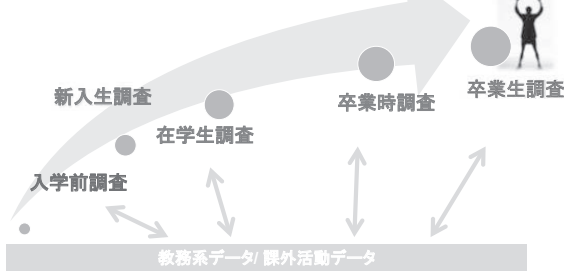 新入生調査
卒業生調査
卒業時調査
在学生調査
入学前調査
教務系データ/ 課外活動データ